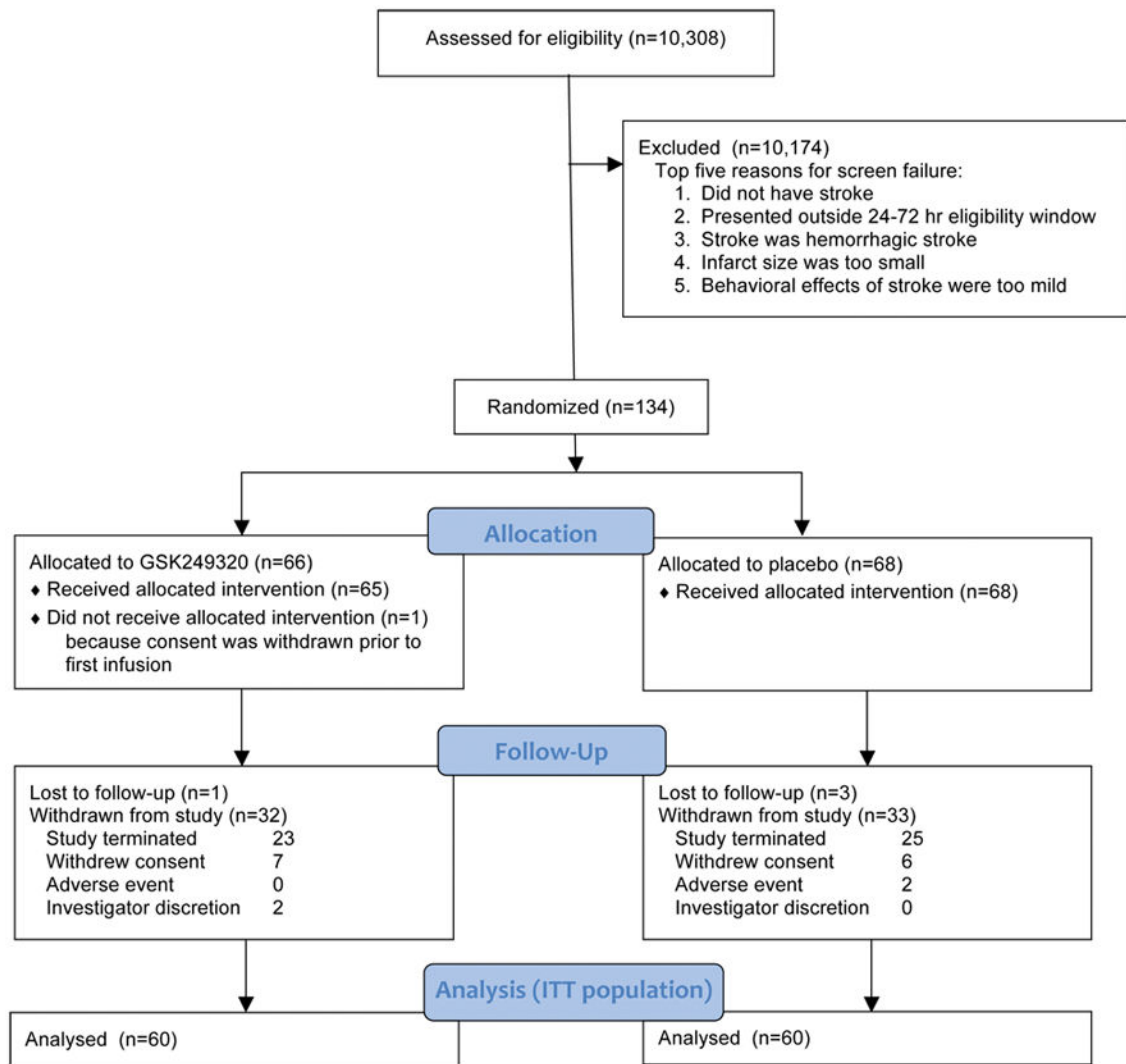 Assessed for eligibility (n=10,308)
Excluded (n=10,174)
Top five reasons for screen failure:
1. Did not have stroke
2. Presented outside 24-72 hr eligibility window
3. Stroke was hemorrhagic stroke
4. Infarct size was too small
5. Behavioral effects of stroke were too mild
Randomized (n=134)
Allocation
Allocated to GSK249320 (n=66)
♦ Received allocated intervention (n=65)
♦ Did not receive allocated intervention (n=1)
because consent was withdrawn prior to
first infusion
Allocated to placebo (n=68)
♦ Received allocated intervention (n=68)
Follow-Up
Lost to follow-up (n=1)
Withdrawn from study (n=32)
Study terminated 23
Withdrew consent 7
Adverse event 0
Investigator discretion 2
Lost to follow-up (n=3)
Withdrawn from study (n=33)
Study terminated 25
Withdrew consent 6
Adverse event 2
Investigator discretion 0
Analysis (ITT population)
Analysed (n=60)
Analysed (n=60)